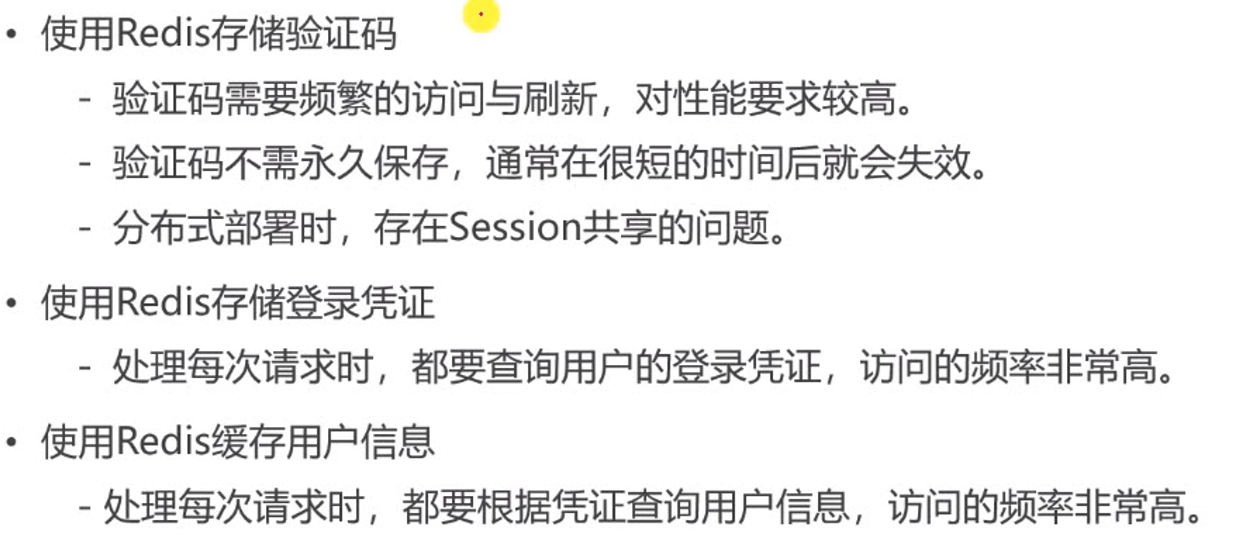 • 使用Redis存储验证码
- 验证码需要频繁的访问与刷新，对性能要求较高。
- 验证码不需永久保存，通常在很短的时间后就会失效。
- 分布式部署时，存在Session共享的问题。
• 使用Redis存储登录凭证
- 处理每次请求时，都要查询用户的登录凭证，访问的频率非常高。
• 使用Redis缓存用户信息
- 处理每次请求时，都要根据凭证查询用户信息，访问的频率非常高。